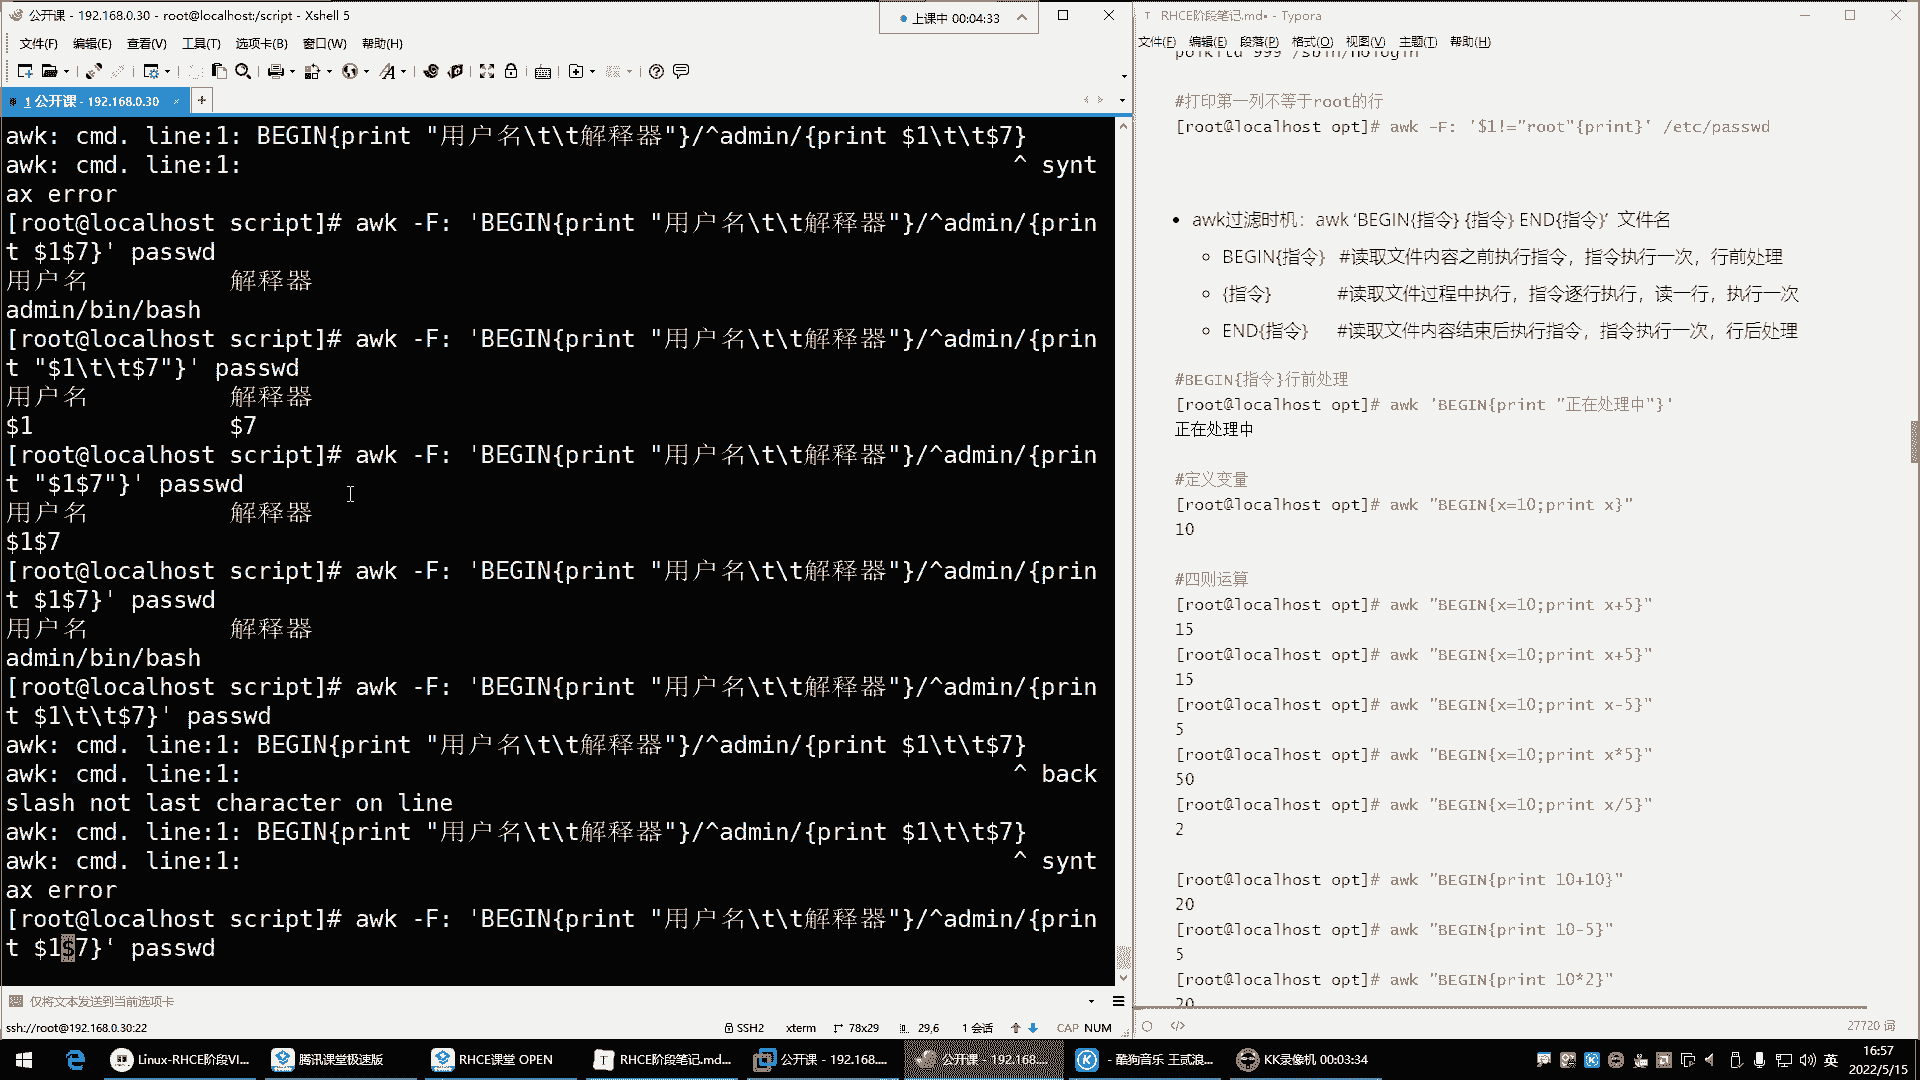 公开课 - 192.168.0.30 - root@localhost:/script - Xshell 5
上课中 00:04:33
文件(F) 编辑(E) 查看(V) 工具(T) 选项卡(B) 窗口(W) 帮助(H)
1 公开课 - 192.168.0.30
awk: cmd. line:1: BEGIN{print "用户名\t\t解释器"}/^admin/{print $1\t\t$7}
awk: cmd. line:1: ^ synt
ax error
[root@localhost script]# awk -F: 'BEGIN{print "用户名\t\t解释器"}/^admin/{prin
t $1$7}' passwd
用户名 解释器
admin/bin/bash
[root@localhost script]# awk -F: 'BEGIN{print "用户名\t\t解释器"}/^admin/{prin
t "$1\t\t$7"}' passwd
用户名 解释器
$1 $7
[root@localhost script]# awk -F: 'BEGIN{print "用户名\t\t解释器"}/^admin/{prin
t "$1$7"}' passwd
用户名 解释器
$1$7
[root@localhost script]# awk -F: 'BEGIN{print "用户名\t\t解释器"}/^admin/{prin
t $1$7}' passwd
用户名 解释器
admin/bin/bash
[root@localhost script]# awk -F: 'BEGIN{print "用户名\t\t解释器"}/^admin/{prin
t $1\t\t$7}' passwd
awk: cmd. line:1: BEGIN{print "用户名\t\t解释器"}/^admin/{print $1\t\t$7}
awk: cmd. line:1: ^ back
slash not last character on line
awk: cmd. line:1: BEGIN{print "用户名\t\t解释器"}/^admin/{print $1\t\t$7}
awk: cmd. line:1: ^ synt
ax error
[root@localhost script]# awk -F: 'BEGIN{print "用户名\t\t解释器"}/^admin/{prin
t $1$7}' passwd
仅将文本发送到当前选项卡
ssh://root@192.168.0.30:22 SSH2 xterm 78x29 29,6 1 会话 CAP NUM
RHCE阶段笔记.md• - Typora
文件(F) 编辑(E) 段落(P) 格式(O) 视图(V) 主题(T) 帮助(H)
polkitd 999 /sbin/nologin
#打印第一列不等于root的行
[root@localhost opt]# awk -F: '$1!="root"{print}' /etc/passwd
• awk过滤时机：awk ‘BEGIN{指令} {指令} END{指令}’ 文件名
BEGIN{指令} #读取文件内容之前执行指令，指令执行一次，行前处理
{指令} #读取文件过程中执行，指令逐行执行，读一行，执行一次
END{指令} #读取文件内容结束后执行指令，指令执行一次，行后处理
#BEGIN{指令}行前处理
[root@localhost opt]# awk 'BEGIN{print "正在处理中"}'
正在处理中
#定义变量
[root@localhost opt]# awk "BEGIN{x=10;print x}"
10
#四则运算
[root@localhost opt]# awk "BEGIN{x=10;print x+5}"
15
[root@localhost opt]# awk "BEGIN{x=10;print x+5}"
15
[root@localhost opt]# awk "BEGIN{x=10;print x-5}"
5
[root@localhost opt]# awk "BEGIN{x=10;print x*5}"
50
[root@localhost opt]# awk "BEGIN{x=10;print x/5}"
2
[root@localhost opt]# awk "BEGIN{print 10+10}"
20
[root@localhost opt]# awk "BEGIN{print 10-5}"
5
[root@localhost opt]# awk "BEGIN{print 10*2}"
20
</> 27720 词
Linux-RHCE阶段VI... 腾讯课堂极速版 RHCE课堂 OPEN RHCE阶段笔记.md... 公开课 - 192.168.... 公开课 - 192.168.... - 酷狗音乐 王贰浪... KK录像机 00:03:34 英 16:57
2022/5/15